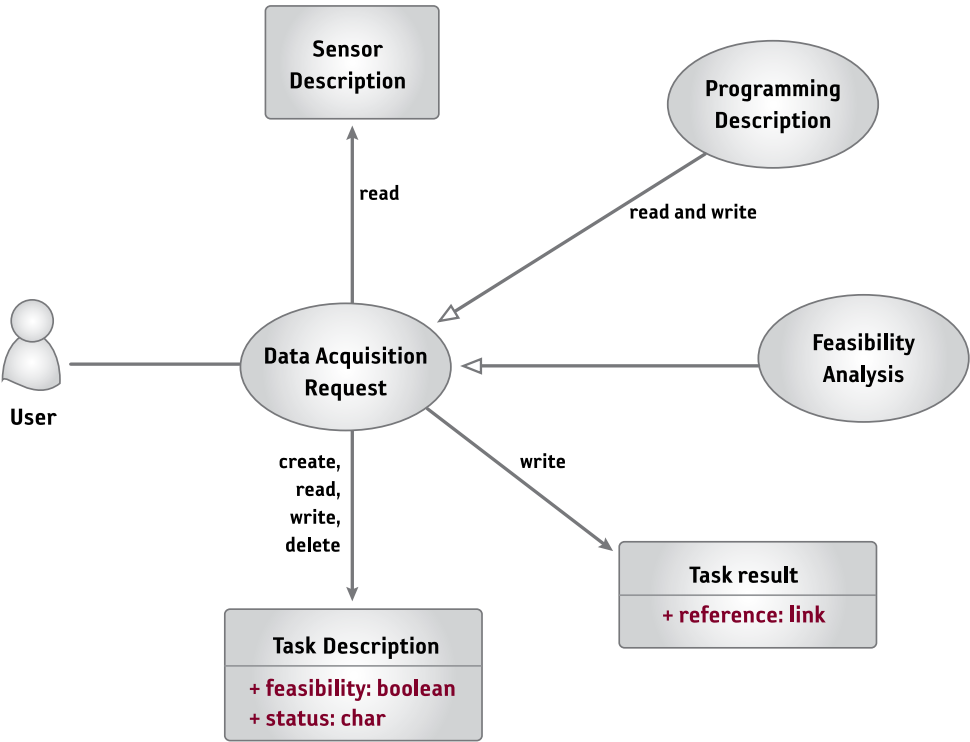 Sensor
Description
Programming
Description
read
read and write
Data Acquisition
Request
Feasibility
Analysis
User
create,
read,
write,
delete
write
Task result
+ reference: link
Task Description
+ feasibility: boolean
+ status: char